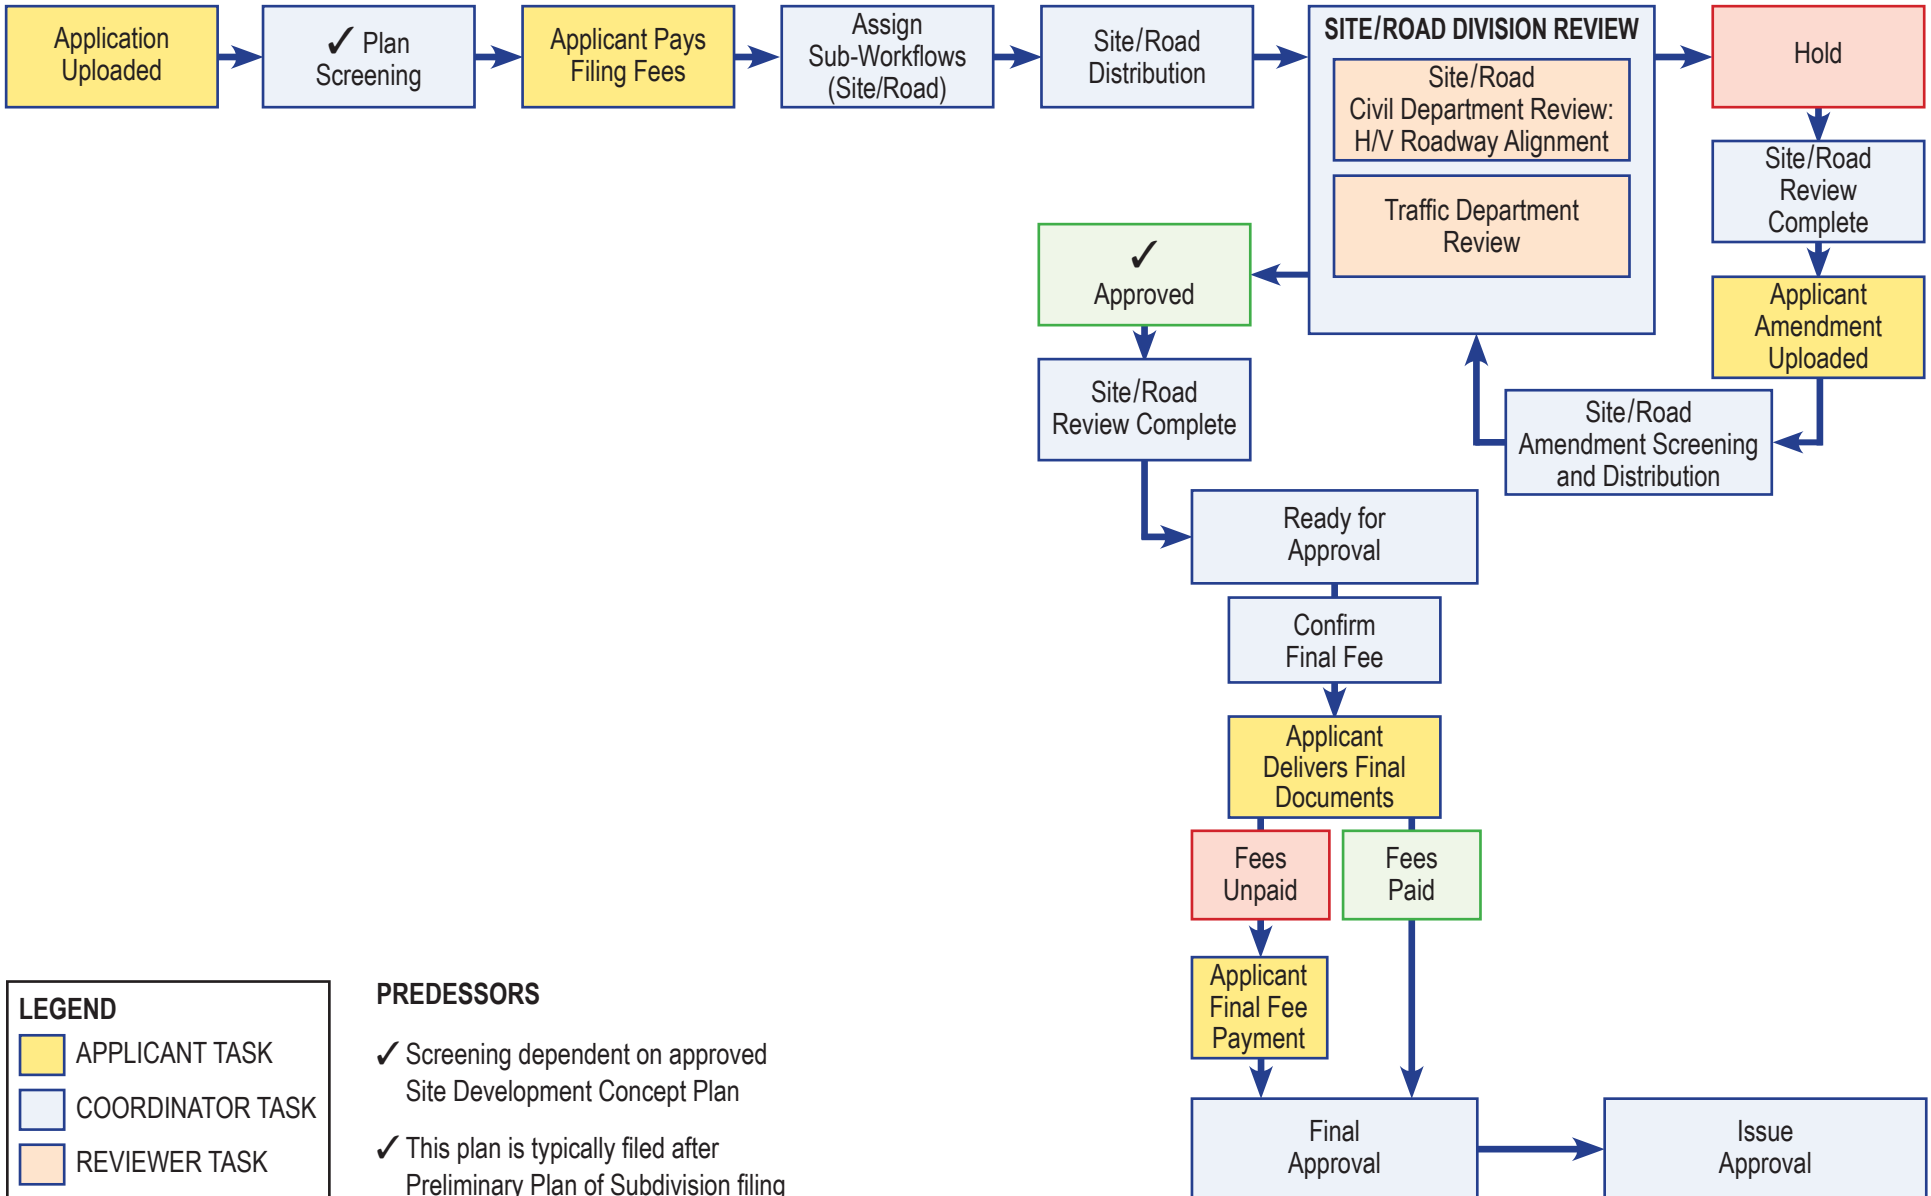 Application
Uploaded
✓ Plan
Screening
Applicant Pays
Filing Fees
Assign
Sub-Workflows
(Site/Road)
Site/Road
Distribution
SITE/ROAD DIVISION REVIEW
Site/Road
Civil Department Review:
H/V Roadway Alignment
Traffic Department
Review
Hold
Site/Road
Review
Complete
Applicant
Amendment
Uploaded
Site/Road
Amendment Screening
and Distribution
✓
Approved
Site/Road
Review Complete
Ready for
Approval
Confirm
Final Fee
Applicant
Delivers Final
Documents
Fees
Unpaid
Fees
Paid
Applicant
Final Fee
Payment
Final
Approval
Issue
Approval
LEGEND
APPLICANT TASK
COORDINATOR TASK
REVIEWER TASK
PREDESSORS
✓ Screening dependent on approved
Site Development Concept Plan
✓ This plan is typically filed after
Preliminary Plan of Subdivision filing